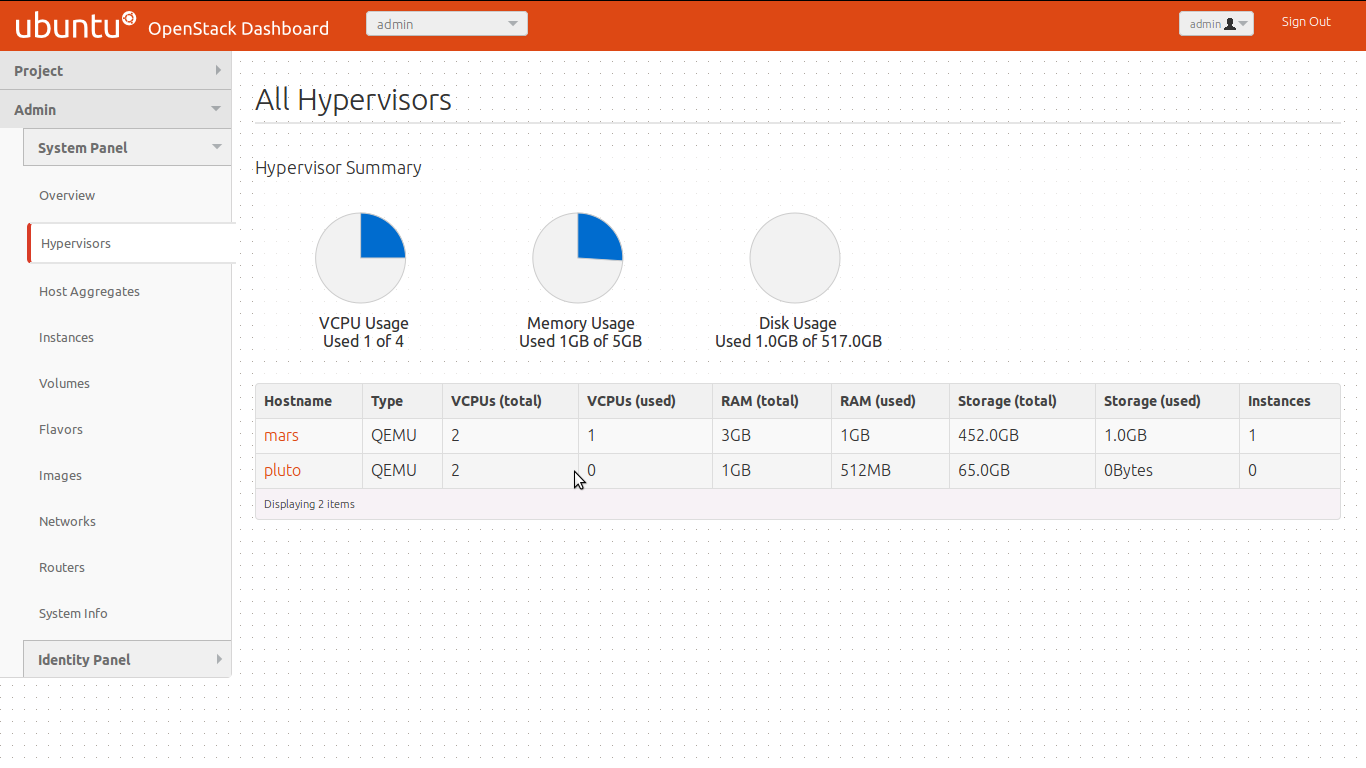 ubuntu OpenStack Dashboard admin admin Sign Out
Project
Admin
System Panel
Overview
Hypervisors
Host Aggregates
Instances
Volumes
Flavors
Images
Networks
Routers
System Info
Identity Panel
All Hypervisors
Hypervisor Summary
VCPU Usage
Used 1 of 4
Memory Usage
Used 1GB of 5GB
Disk Usage
Used 1.0GB of 517.0GB
Hostname Type VCPUs (total) VCPUs (used) RAM (total) RAM (used) Storage (total) Storage (used) Instances
mars QEMU 2 1 3GB 1GB 452.0GB 1.0GB 1
pluto QEMU 2 0 1GB 512MB 65.0GB 0Bytes 0
Displaying 2 items